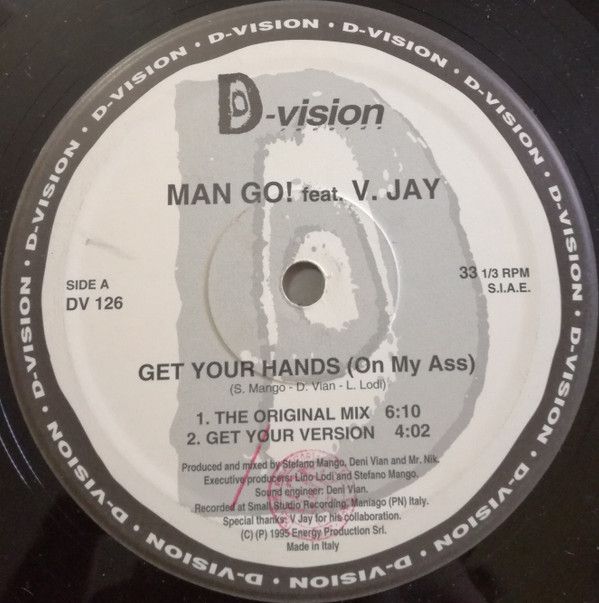 D-VISION • D-VISION • D-VISION • D-VISION • D-VISION • D-VISION • D-VISION • D-VISION • D-VISION • D-VISION • D-VISION •
D-vision
MAN GO! feat. V. JAY
SIDE A
DV 126
33 1/3 RPM
S.I.A.E.
GET YOUR HANDS (On My Ass)
(S. Mango - D. Vian - L. Lodi)
1. THE ORIGINAL MIX 6:10
2. GET YOUR VERSION 4:02
Produced and mixed by Stefano Mango, Deni Vian and Mr. Nik.
Executive producers: Lino Lodi and Stefano Mango.
Sound engineer: Deni Vian.
Recorded at Small Studio Recording, Maniago (PN) Italy.
Special thanks: V Jay for his collaboration.
(C) (P) 1995 Energy Production Srl.
Made in Italy